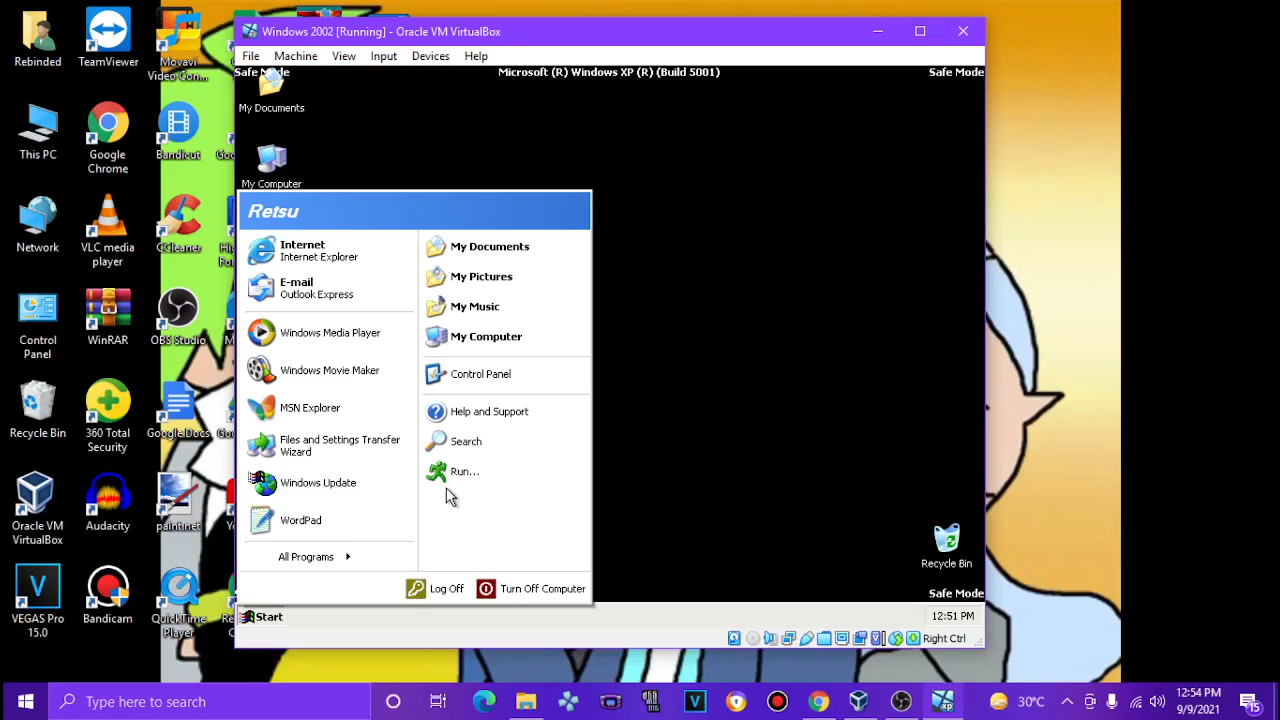 Windows 2002 [Running] - Oracle VM VirtualBox
File Machine View Input Devices Help
Safe Mode
Microsoft (R) Windows XP (R) (Build 5001)
Safe Mode
My Documents
My Computer
Retsu
Internet
Internet Explorer
E-mail
Outlook Express
Windows Media Player
Windows Movie Maker
MSN Explorer
Files and Settings Transfer
Wizard
Windows Update
WordPad
All Programs
My Documents
My Pictures
My Music
My Computer
Control Panel
Help and Support
Search
Run...
Log Off
Turn Off Computer
Recycle Bin
Safe Mode
Start
12:51 PM
Right Ctrl
Rebinded
TeamViewer
Movavi
Video Con...
This PC
Google
Chrome
Bandicut
Network
VLC media
player
CCleaner
Control
Panel
WinRAR
OBS Studio
Recycle Bin
360 Total
Security
Google Docs
Oracle VM
VirtualBox
Audacity
paint.net
VEGAS Pro
15.0
Bandicam
QuickTime
Player
Type here to search
30°C
12:54 PM
9/9/2021
15